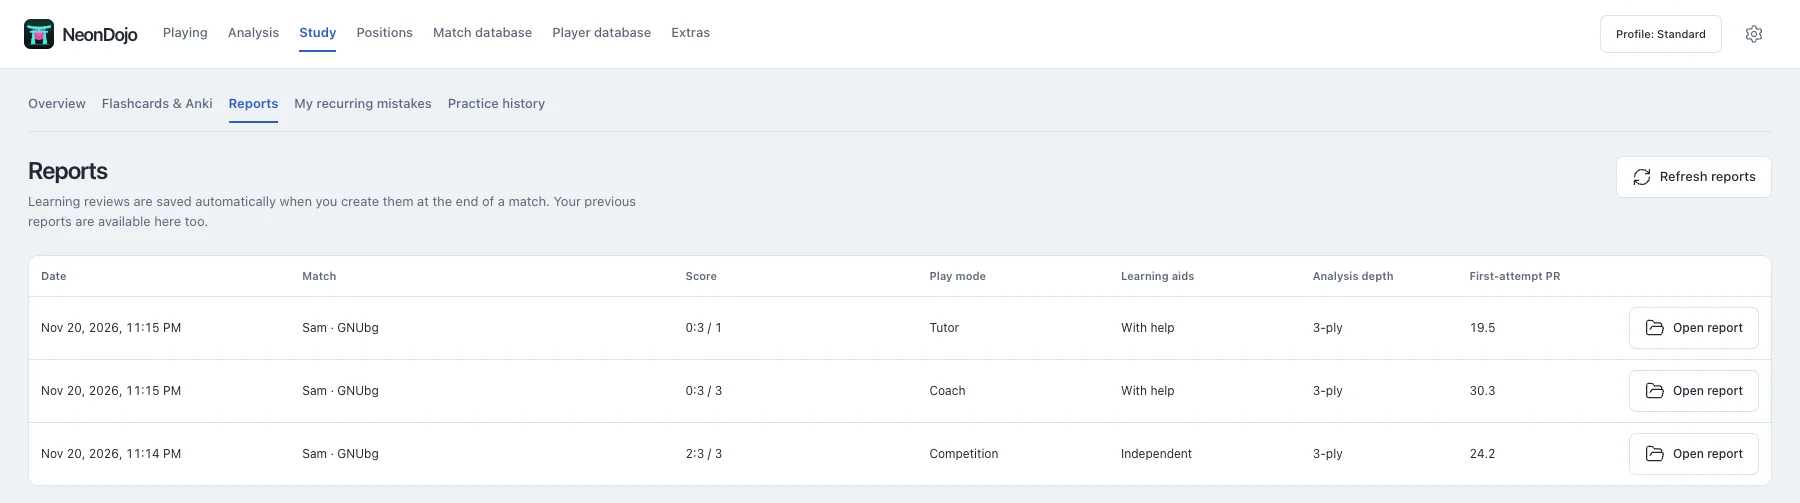 NeonDojo
Playing
Analysis
Study
Positions
Match database
Player database
Extras
Profile: Standard
Overview
Flashcards & Anki
Reports
My recurring mistakes
Practice history
Reports
Learning reviews are saved automatically when you create them at the end of a match. Your previous
reports are available here too.
Refresh reports
Date Match Score Play mode Learning aids Analysis depth First-attempt PR
Nov 20, 2026, 11:15 PM Sam · GNUbg 0:3 / 1 Tutor With help 3-ply 19.5 Open report
Nov 20, 2026, 11:15 PM Sam · GNUbg 0:3 / 3 Coach With help 3-ply 30.3 Open report
Nov 20, 2026, 11:14 PM Sam · GNUbg 2:3 / 3 Competition Independent 3-ply 24.2 Open report